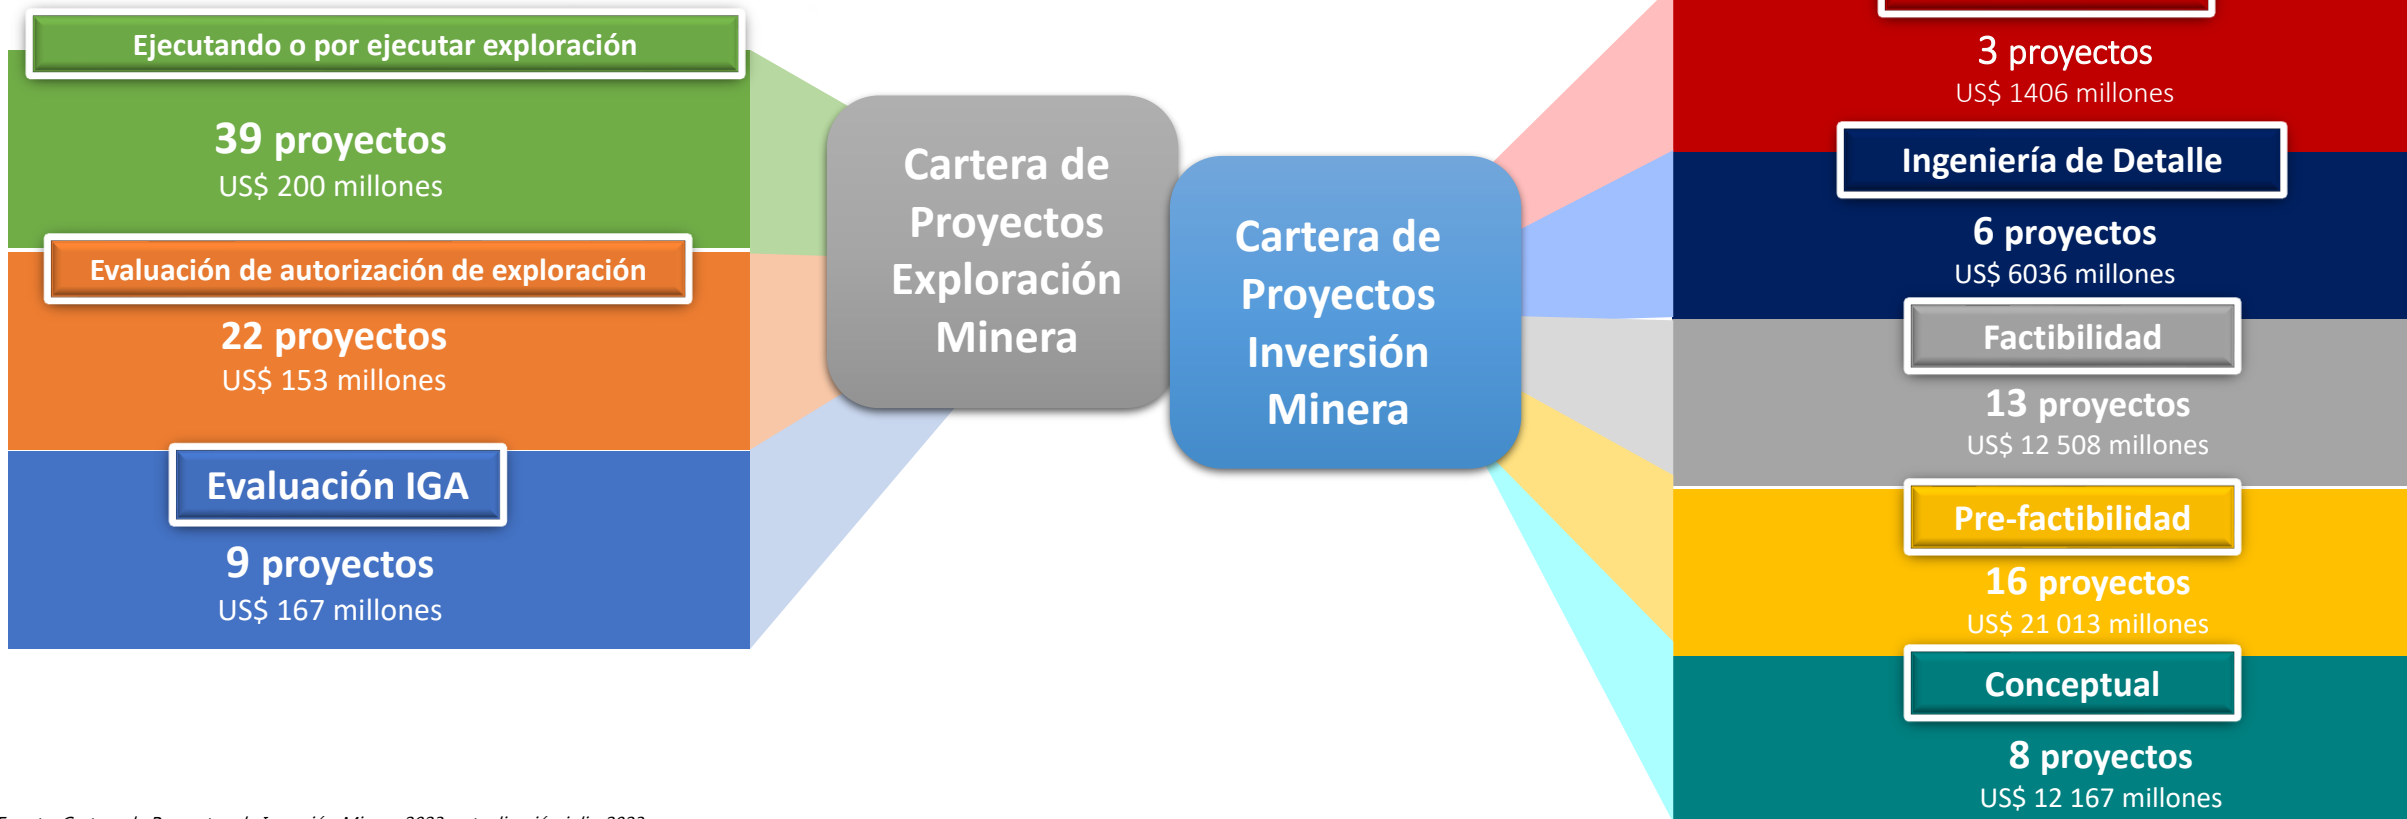 Ejecutando o por ejecutar exploración
39 proyectos
US$ 200 millones
Evaluación de autorización de exploración
22 proyectos
US$ 153 millones
Evaluación IGA
9 proyectos
US$ 167 millones
Cartera de
Proyectos
Exploración
Minera
Cartera de
Proyectos
Inversión
Minera
3 proyectos
US$ 1406 millones
Ingeniería de Detalle
6 proyectos
US$ 6036 millones
Factibilidad
13 proyectos
US$ 12 508 millones
Pre-factibilidad
16 proyectos
US$ 21 013 millones
Conceptual
8 proyectos
US$ 12 167 millones